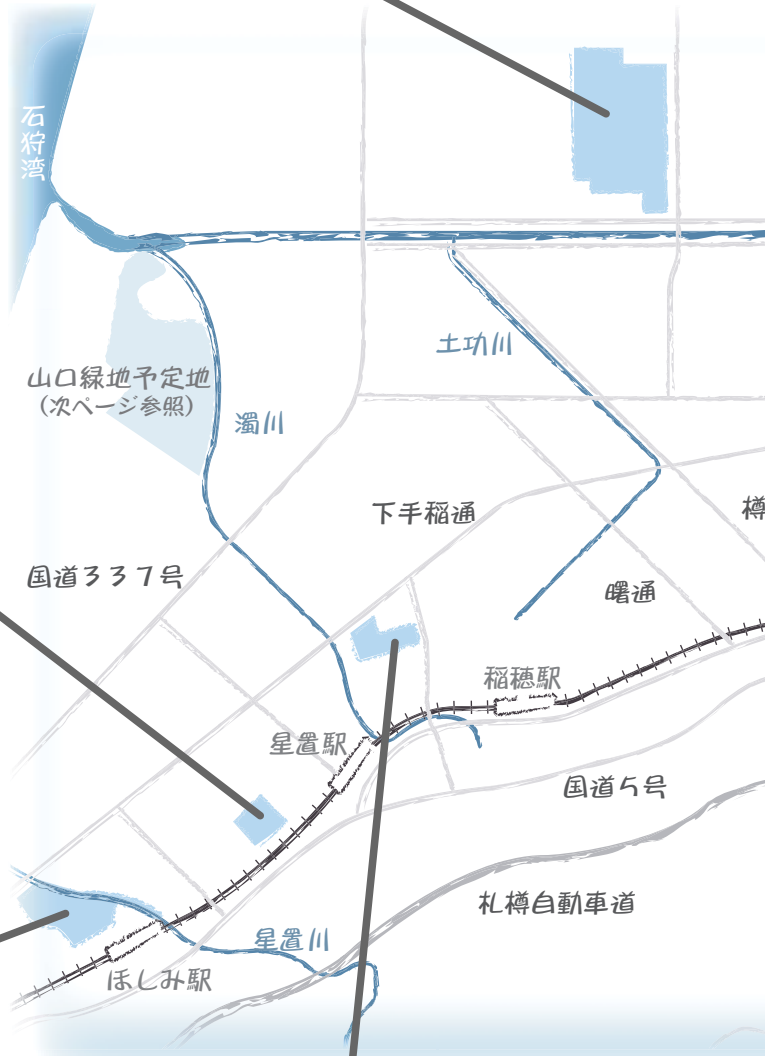 石狩湾
土功川
山口緑地予定地
(次ページ参照)
濁川
下手稲通
樽
国道337号
曙通
稲穂駅
星置駅
国道5号
札樽自動車道
星置川
ほしみ駅